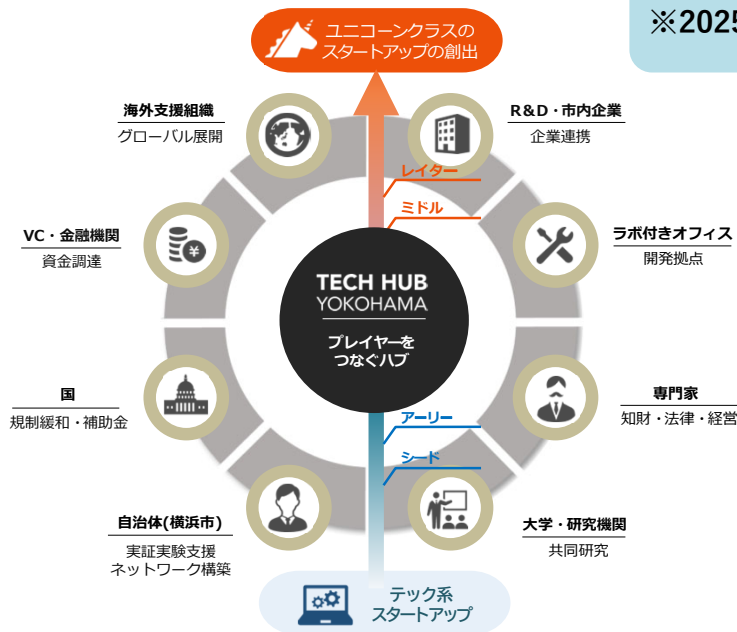 ユニコーンクラスの
スタートアップの創出
※2025
海外支援組織
グローバル展開
R&D・市内企業
企業連携
レイター
ミドル
VC・金融機関
資金調達
ラボ付きオフィス
開発拠点
TECH HUB
YOKOHAMA
プレイヤーを
つなぐハブ
国
規制緩和・補助金
専門家
知財・法律・経営
アーリー
シード
自治体(横浜市)
実証実験支援
ネットワーク構築
大学・研究機関
共同研究
テック系
スタートアップ